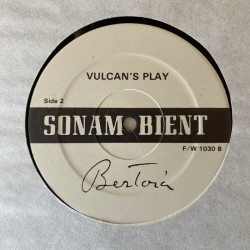 VULCAN'S PLAY
Side 2
SONAM BIENT
F/W 1030 B
Bertoia